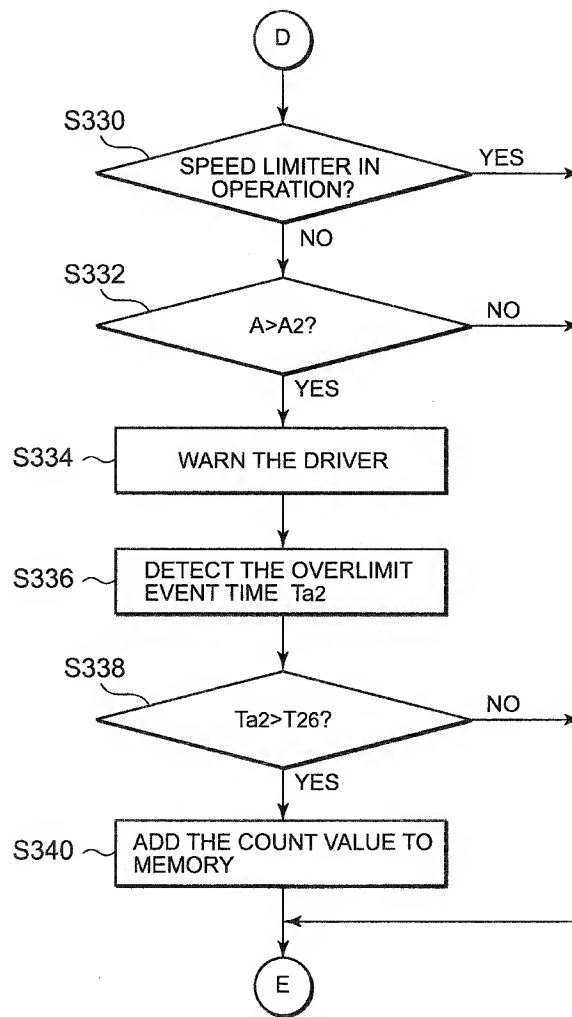 D
S330
SPEED LIMITER IN
OPERATION?
YES
NO
S332
A>A2?
NO
YES
S334
WARN THE DRIVER
S336
DETECT THE OVERLIMIT
EVENT TIME Ta2
S338
Ta2>T26?
NO
YES
S340
ADD THE COUNT VALUE TO
MEMORY
E